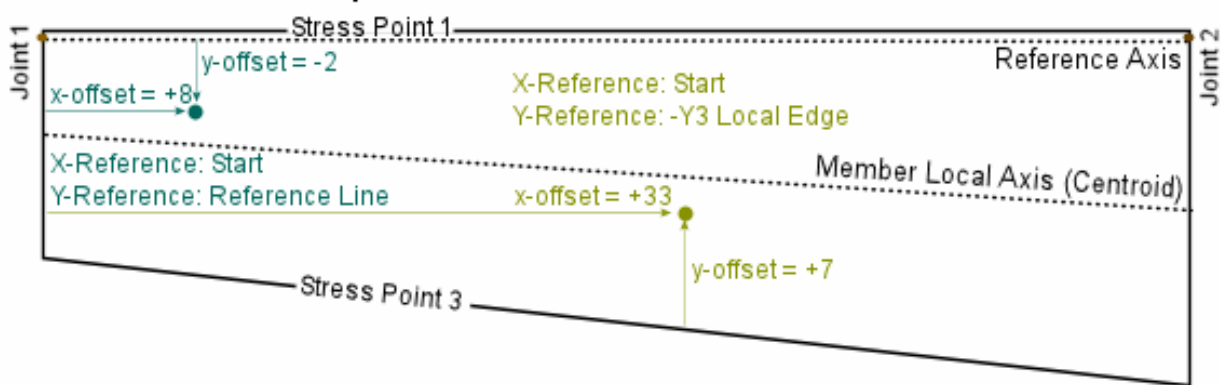 Stress Point 1
Joint 1
Joint 2
y-offset = -2
Reference Axis
x-offset = +8
X-Reference: Start
Y-Reference: -Y3 Local Edge
X-Reference: Start
Y-Reference: Reference Line
Member Local Axis (Centroid)
x-offset = +33
y-offset = +7
Stress Point 3